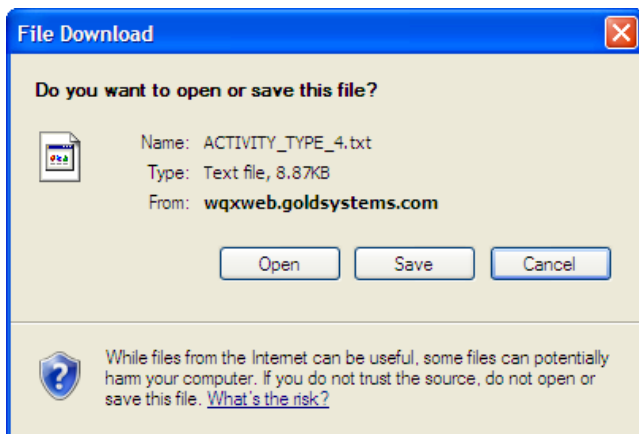 File Download
Do you want to open or save this file?
Name: ACTIVITY_TYPE_4.txt
Type: Text file, 8.87KB
From: wqxweb.goldsystems.com
Open Save Cancel
While files from the Internet can be useful, some files can potentially
harm your computer. If you do not trust the source, do not open or
save this file. What's the risk?